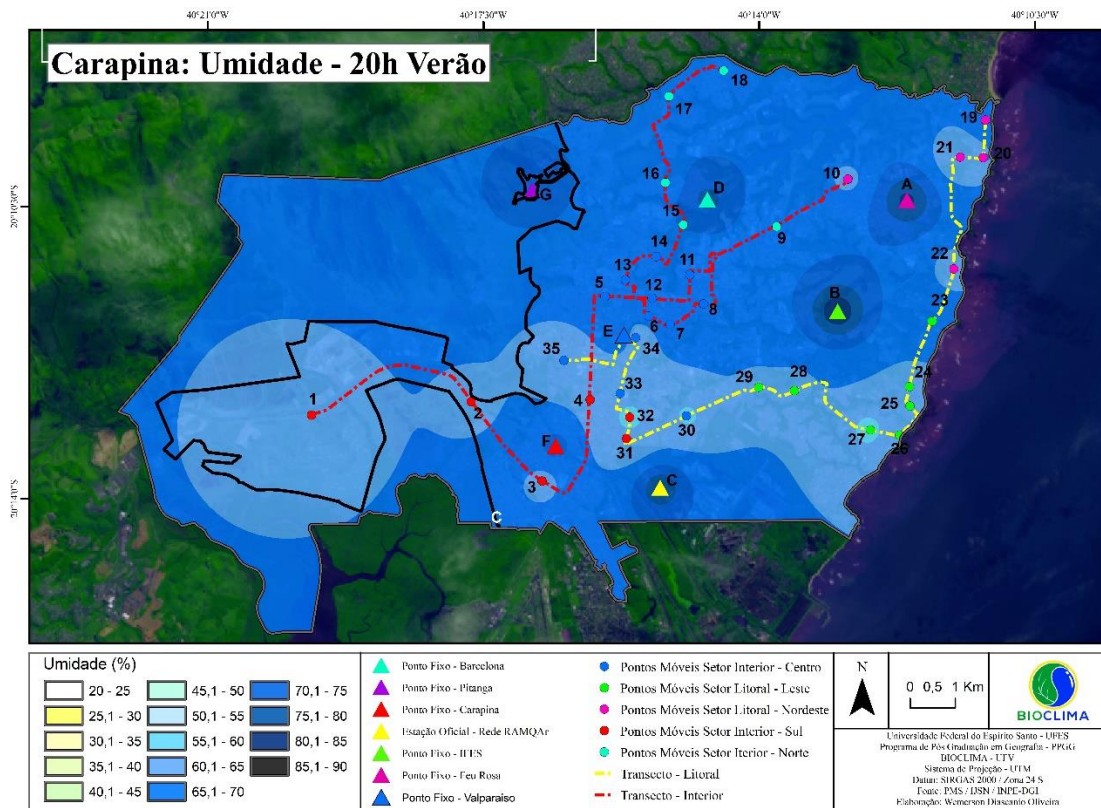 40°21'0"W
40°17'30"W
40°14'0"W
40°10'30"W
Carapina: Umidade - 20h Verão
18
17
19
21
20
G
16
D
10
A
20°10'30"S
15
9
14
11
22
13
5
12
8
23
B
6
7
E
34
35
24
33
29
28
1
2
4
25
32
30
27
26
31
F
3
C
C
Umidade (%)
20 - 25
25,1 - 30
30,1 - 35
35,1 - 40
40,1 - 45
45,1 - 50
50,1 - 55
55,1 - 60
60,1 - 65
65,1 - 70
70,1 - 75
75,1 - 80
80,1 - 85
85,1 - 90
Ponto Fixo - Barcelona
Ponto Fixo - Pitanga
Ponto Fixo - Carapina
Estação Oficial - Rede RAMQAr
Ponto Fixo - IFES
Ponto Fixo - Feu Rosa
Ponto Fixo - Valparaiso
Pontos Móveis Setor Interior - Centro
Pontos Móveis Setor Litoral - Leste
Pontos Móveis Setor Litoral - Nordeste
Pontos Móveis Setor Interior - Sul
Pontos Móveis Setor Iterior - Norte
Transecto - Litoral
Transecto - Interior
N
0 0,5 1 Km
BIOCLIMA
Universidade Federal do Espírito Santo - UFES
Programa de Pós Graduação em Geografia - PPGG
BIOCLIMA - UTV
Sistema de Projeção - UTM
Datum: SIRGAS 2000 / Zona 24 S
Fonte: PMS / IJSN / INPE-DGI
Elaboração: Wemerson Diascanio Oliveira